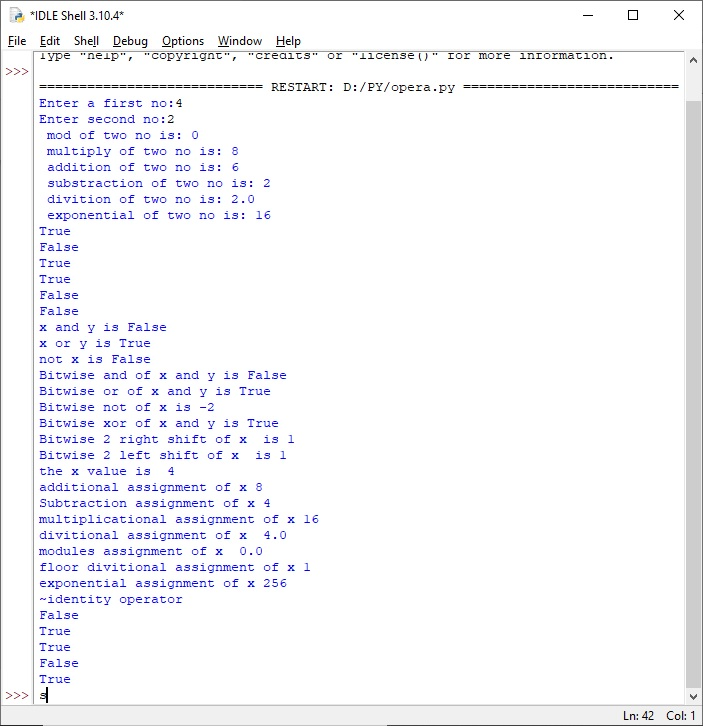 *IDLE Shell 3.10.4*
File Edit Shell Debug Options Window Help
Type "help", "copyright", "credits" or "license()" for more information.
>>>
============================ RESTART: D:/PY/opera.py ===========================
Enter a first no:4
Enter second no:2
mod of two no is: 0
multiply of two no is: 8
addition of two no is: 6
substraction of two no is: 2
divition of two no is: 2.0
exponential of two no is: 16
True
False
True
True
False
False
x and y is False
x or y is True
not x is False
Bitwise and of x and y is False
Bitwise or of x and y is True
Bitwise not of x is -2
Bitwise xor of x and y is True
Bitwise 2 right shift of x  is 1
Bitwise 2 left shift of x  is 1
the x value is  4
additional assignment of x 8
Subtraction assignment of x 4
multiplicational assignment of x 16
divitional assignment of x  4.0
modules assignment of x  0.0
floor divitional assignment of x 1
exponential assignment of x 256
~identity operator
False
True
True
False
True
>>> s
Ln: 42 Col: 1